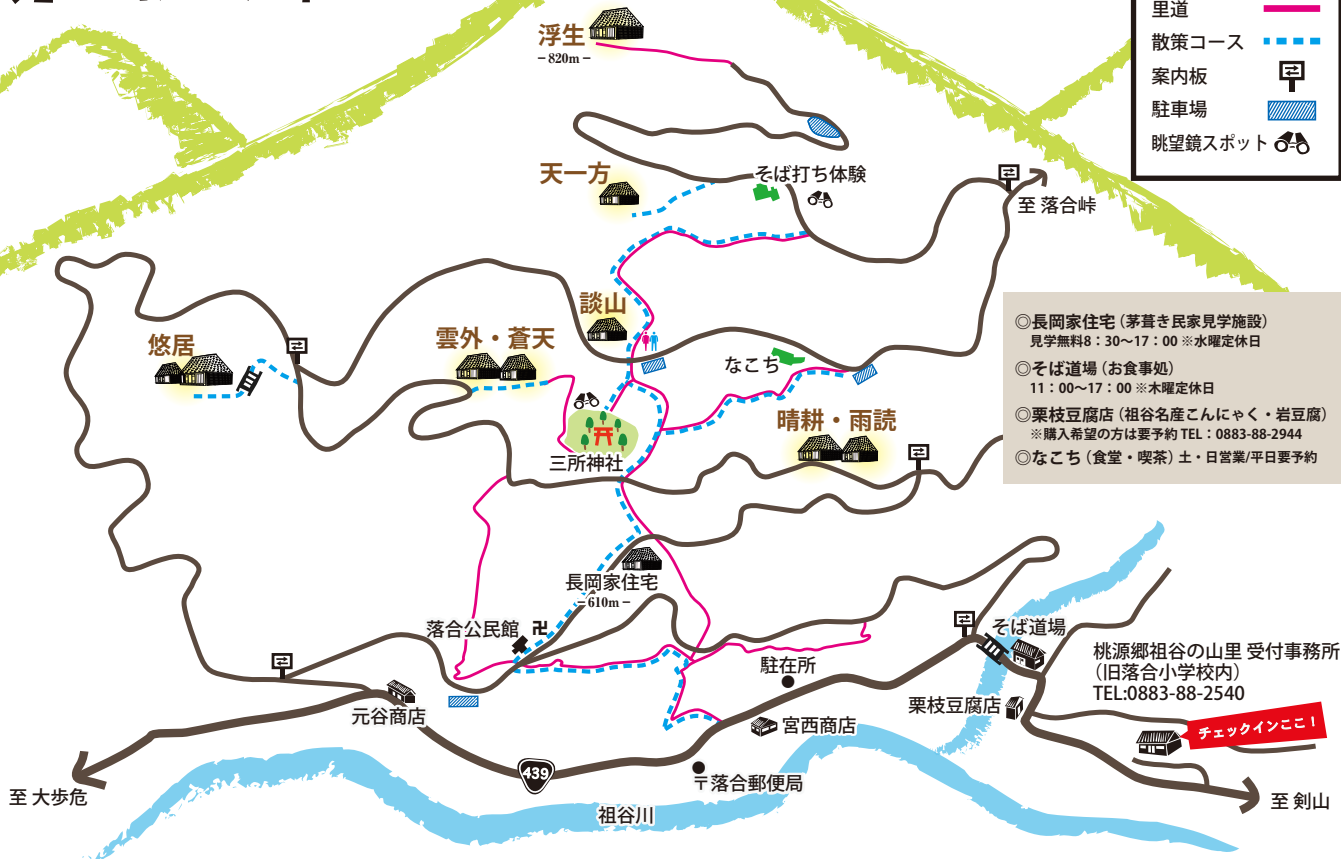 里道
散策コース
案内板
駐車場
眺望鏡スポット
浮生
－820m－
天一方
そば打ち体験
至 落合峠
談山
悠居
雲外・蒼天
なこち
晴耕・雨読
三所神社
◎長岡家住宅（茅葺き民家見学施設）
見学無料8：30～17：00 ※水曜定休日
◎そば道場（お食事処）
11：00～17：00 ※木曜定休日
◎栗枝豆腐店（祖谷名産こんにゃく・岩豆腐）
※購入希望の方は要予約 TEL：0883-88-2944
◎なこち（食堂・喫茶）土・日営業/平日要予約
長岡家住宅
－610m－
落合公民館
卍
そば道場
駐在所
桃源郷祖谷の山里 受付事務所
（旧落合小学校内）
TEL:0883-88-2540
元谷商店
栗枝豆腐店
宮西商店
チェックインここ！
439
〒落合郵便局
至 大歩危
至 剣山
祖谷川